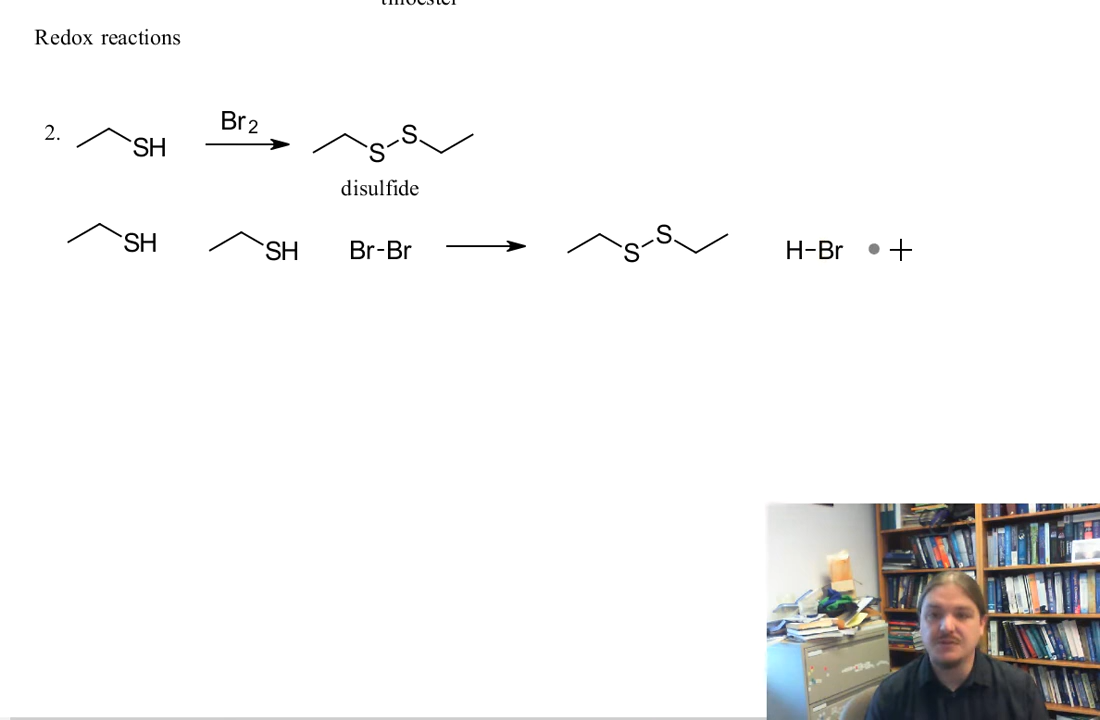 Redox reactions
Br2
2. SH S S
disulfide
SH SH Br-Br S S H-Br